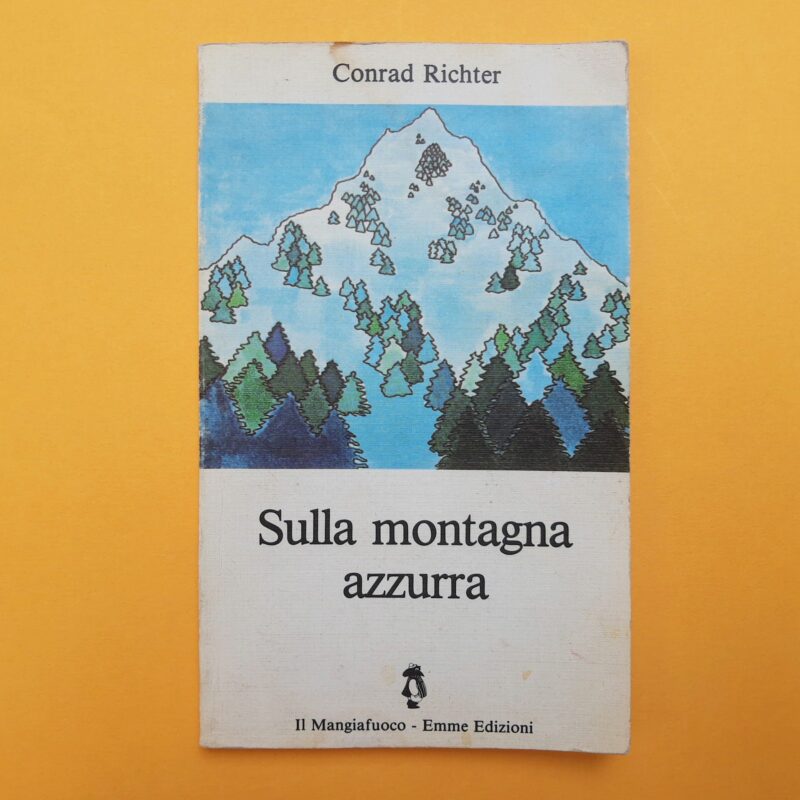 Conrad Richter
Sulla montagna
azzurra
Il Mangiafuoco - Emme Edizioni